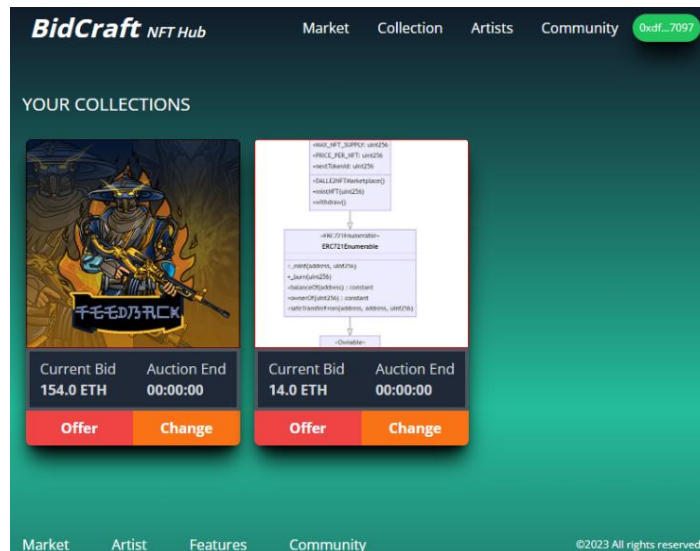 BidCraft NFT Hub
Market Collection Artists Community 0xdf...7097
YOUR COLLECTIONS
FEEDBACK
Current Bid Auction End
154.0 ETH 00:00:00
Offer Change
+MAX_NFT_SUPPLY: uint256
+PRICE_PER_NFT: uint256
+nextTokenId: uint256
+DALLE2NFTMarketplace()
+mintNFT(uint256)
+withdraw()
«ERC721Enumerable»
ERC721Enumerable
-_mint(address, uint256)
+_burn(uint256)
+balanceOf(address) : constant
+ownerOf(uint256) : constant
+safeTransferFrom(address, address, uint256)
«Ownable»
Current Bid Auction End
14.0 ETH 00:00:00
Offer Change
Market Artist Features Community
©2023 All rights reserved